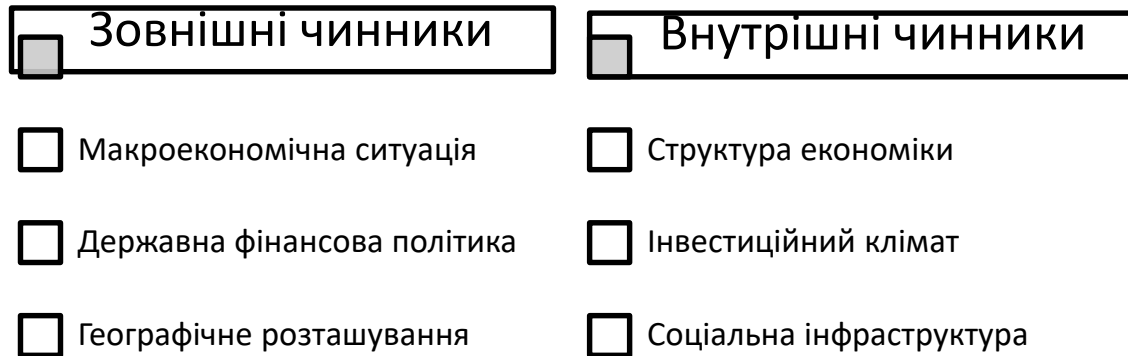 Зовнішні чинники
Макроекономічна ситуація
Державна фінансова політика
Географічне розташування
Внутрішні чинники
Структура економіки
Інвестиційний клімат
Соціальна інфраструктура